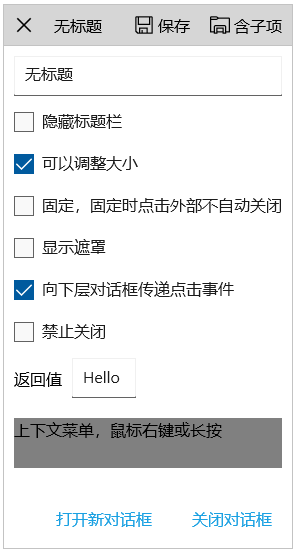 无标题 保存 含子项
无标题
隐藏标题栏
可以调整大小
固定，固定时点击外部不自动关闭
显示遮罩
向下层对话框传递点击事件
禁止关闭
返回值 Hello
上下文菜单，鼠标右键或长按
打开新对话框 关闭对话框